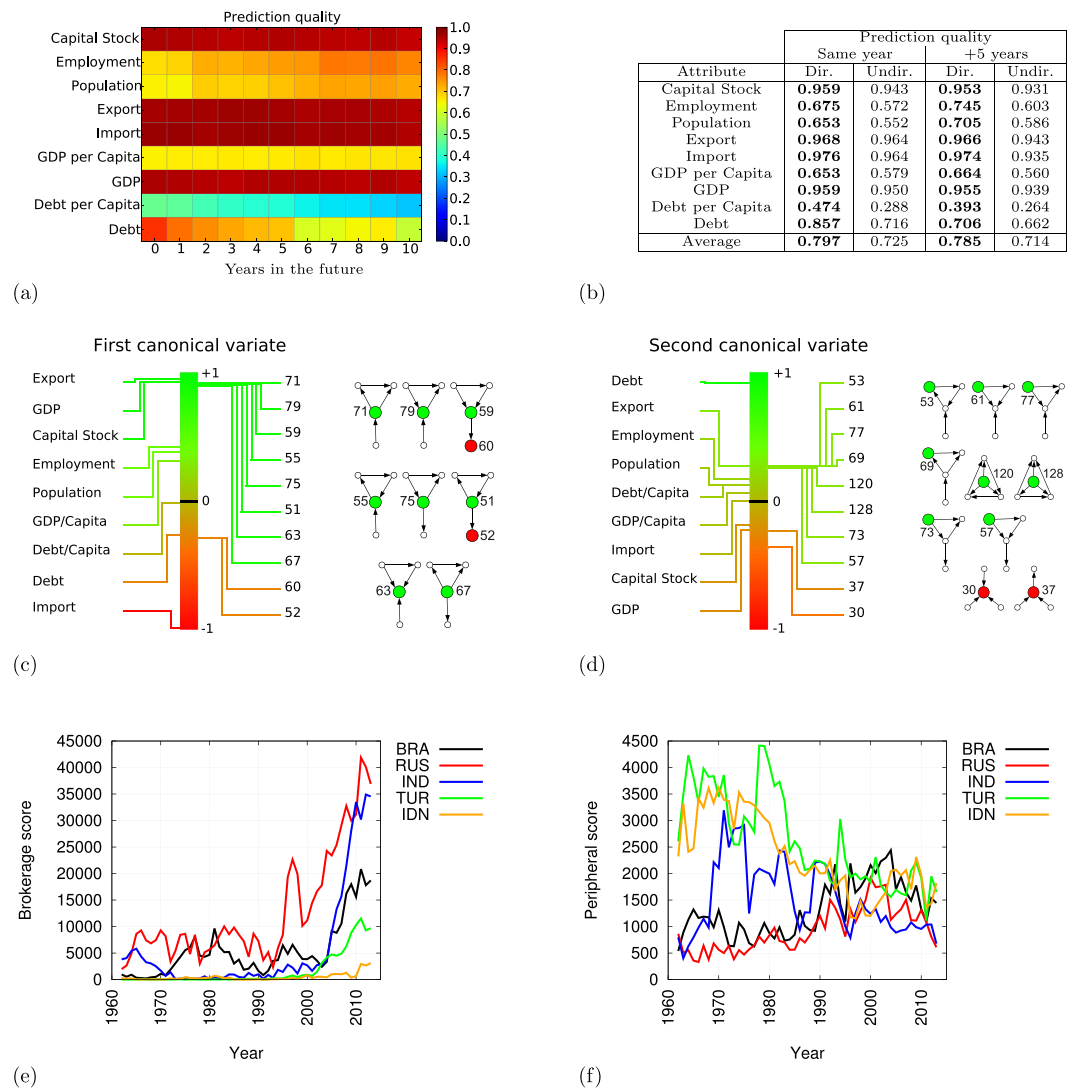 Prediction quality
Capital Stock
Employment
Population
Export
Import
GDP per Capita
GDP
Debt per Capita
Debt
0 1 2 3 4 5 6 7 8 9 10
Years in the future
1.0
0.9
0.8
0.7
0.6
0.5
0.4
0.3
0.2
0.1
0.0
(a)
Prediction quality
Same year +5 years
Attribute Dir. Undir. Dir. Undir.
Capital Stock 0.959 0.943 0.953 0.931
Employment 0.675 0.572 0.745 0.603
Population 0.653 0.552 0.705 0.586
Export 0.968 0.964 0.966 0.943
Import 0.976 0.964 0.974 0.935
GDP per Capita 0.653 0.579 0.664 0.560
GDP 0.959 0.950 0.955 0.939
Debt per Capita 0.474 0.288 0.393 0.264
Debt 0.857 0.716 0.706 0.662
Average 0.797 0.725 0.785 0.714
(b)
First canonical variate
Export
GDP
Capital Stock
Employment
Population
GDP/Capita
Debt/Capita
Debt
Import
+1
0
-1
71
79
59
55
75
51
63
67
60
52
71 79 59
60
55 75 51
52
63 67
(c)
Second canonical variate
Debt
Export
Employment
Population
Debt/Capita
GDP/Capita
Import
Capital Stock
GDP
+1
0
-1
53
61
77
69
120
128
73
57
37
30
53 61 77
69 120 128
73 57
30 37
(d)
45000
40000
35000
30000
25000
20000
15000
10000
5000
0
Brokerage score
1960 1970 1980 1990 2000 2010
Year
BRA
RUS
IND
TUR
IDN
(e)
4500
4000
3500
3000
2500
2000
1500
1000
500
0
Peripheral score
1960 1970 1980 1990 2000 2010
Year
BRA
RUS
IND
TUR
IDN
(f)